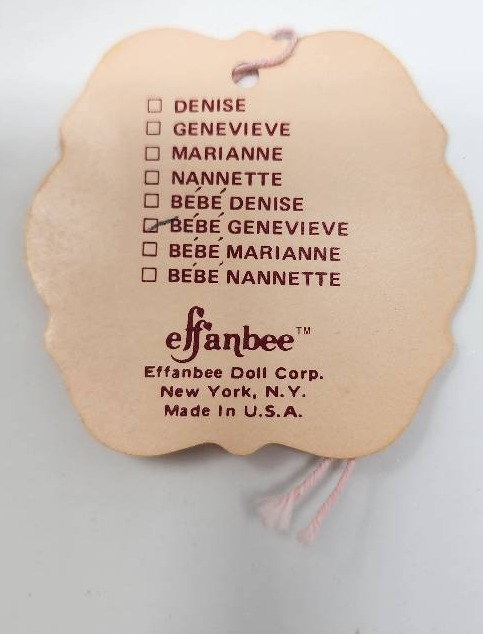 ☐ DENISE
☐ GENEVIEVE
☐ MARIANNE
☐ NANNETTE
☐ BÉBÉ DENISE
☑ BÉBÉ GENEVIEVE
☐ BÉBÉ MARIANNE
☐ BÉBÉ NANNETTE
effanbee™
Effanbee Doll Corp.
New York, N.Y.
Made In U.S.A.